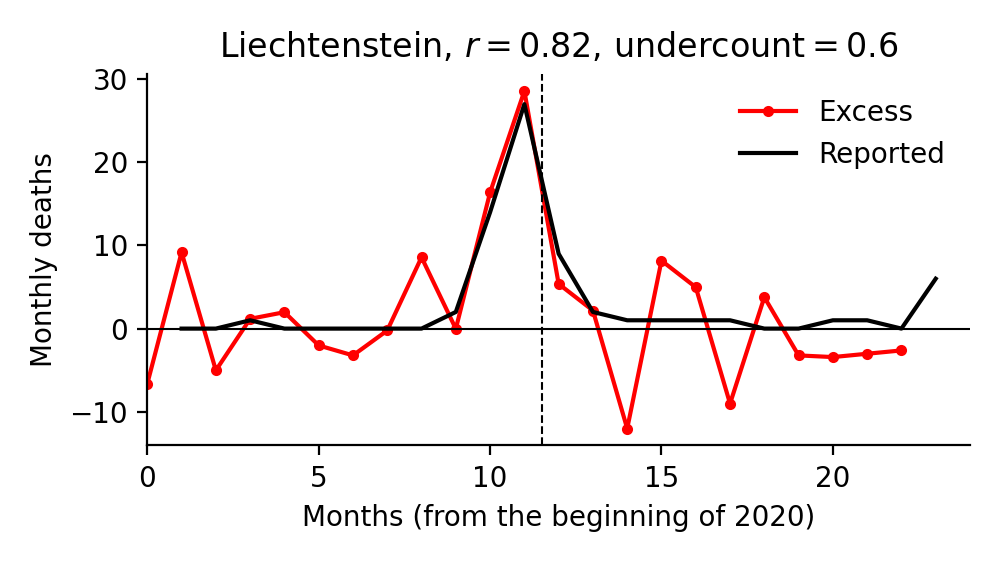 Liechtenstein, r = 0.82, undercount = 0.6
Monthly deaths
30
20
10
0
−10
Excess
Reported
0 5 10 15 20
Months (from the beginning of 2020)